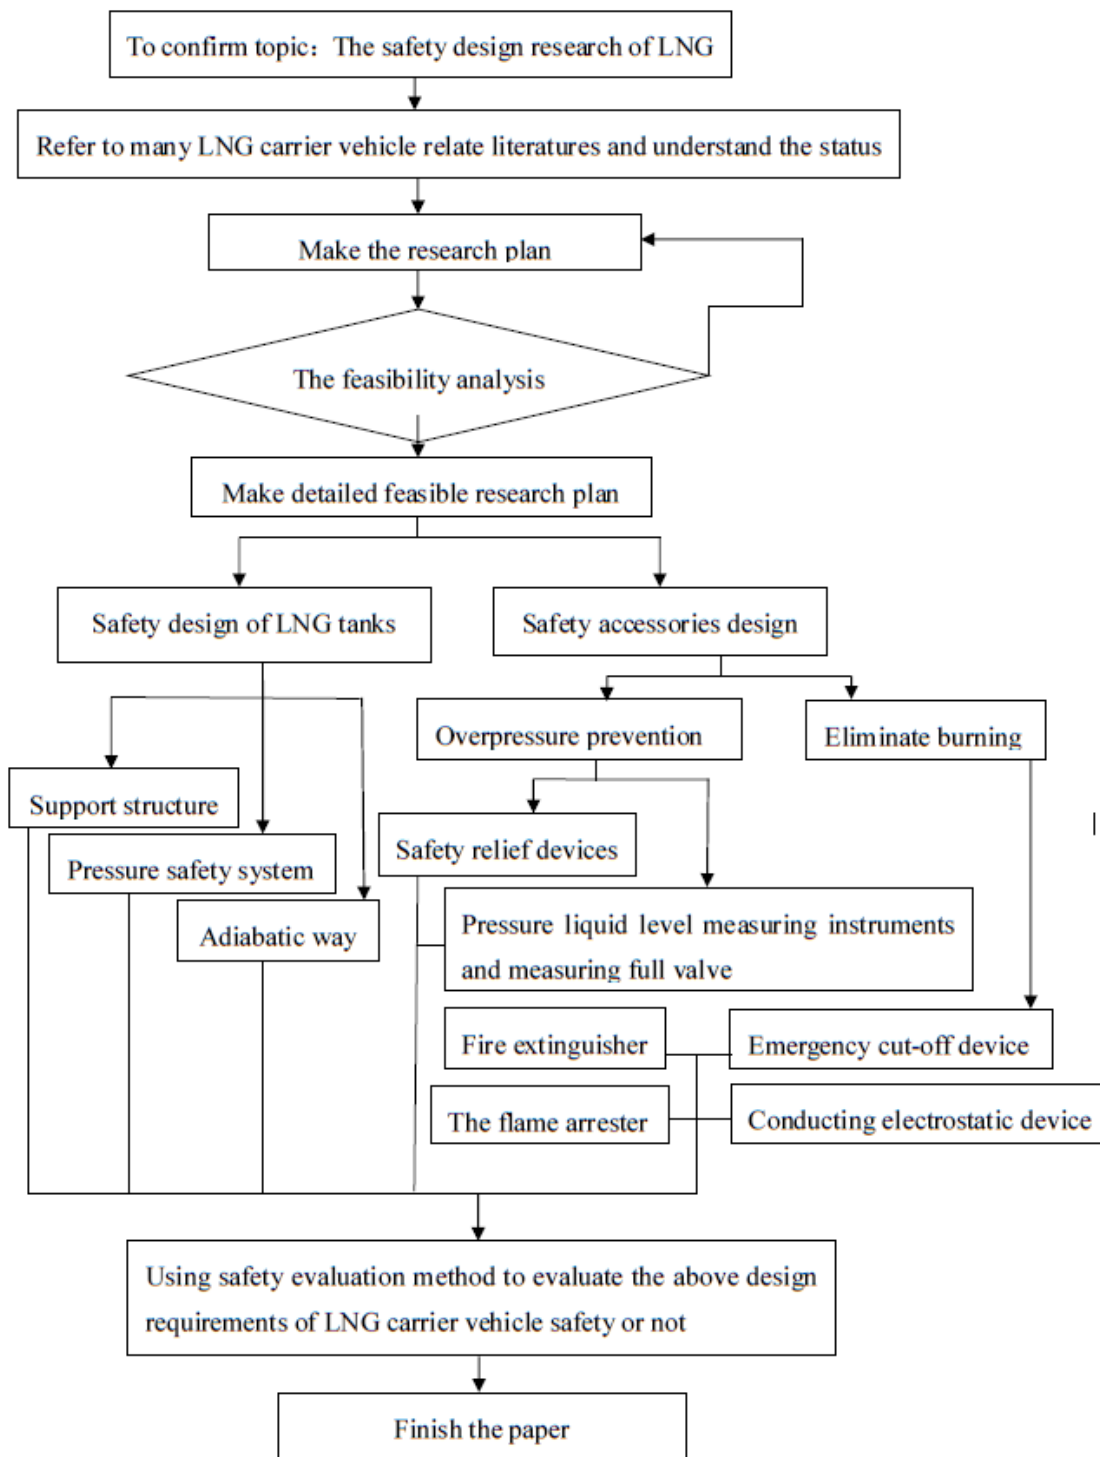 To confirm topic：The safety design research of LNG
Refer to many LNG carrier vehicle relate literatures and understand the status
Make the research plan
The feasibility analysis
Make detailed feasible research plan
Safety design of LNG tanks
Safety accessories design
Overpressure prevention
Eliminate burning
Support structure
Safety relief devices
Pressure safety system
Adiabatic way
Pressure liquid level measuring instruments
and measuring full valve
Fire extinguisher
Emergency cut-off device
The flame arrester
Conducting electrostatic device
Using safety evaluation method to evaluate the above design
requirements of LNG carrier vehicle safety or not
Finish the paper